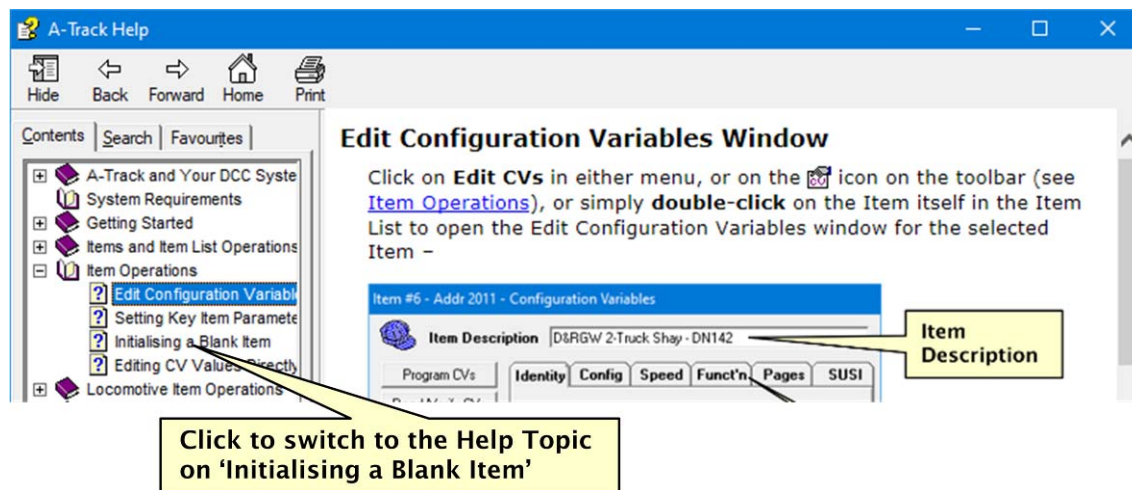 A-Track Help
Hide Back Forward Home Print
Contents Search Favourites
A-Track and Your DCC Syste
System Requirements
Getting Started
Items and Item List Operations
Item Operations
Edit Configuration Variabl
Setting Key Item Paramete
Initialising a Blank Item
Editing CV Values Directly
Locomotive Item Operations
Edit Configuration Variables Window
Click on Edit CVs in either menu, or on the icon on the toolbar (see
Item Operations), or simply double-click on the Item itself in the Item
List to open the Edit Configuration Variables window for the selected
Item –
Item #6 - Addr 2011 - Configuration Variables
Item Description D&RGW 2-Truck Shay - DN142
Program CVs Identity Config Speed Funct'n Pages SUSI
Item
Description
Click to switch to the Help Topic
on ‘Initialising a Blank Item’